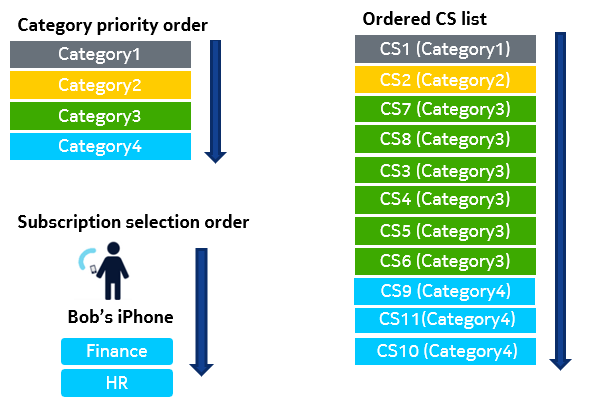 Category priority order
Category1
Category2
Category3
Category4
Subscription selection order
Bob's iPhone
Finance
HR
Ordered CS list
CS1 (Category1)
CS2 (Category2)
CS7 (Category3)
CS8 (Category3)
CS3 (Category3)
CS4 (Category3)
CS5 (Category3)
CS6 (Category3)
CS9 (Category4)
CS11(Category4)
CS10 (Category4)